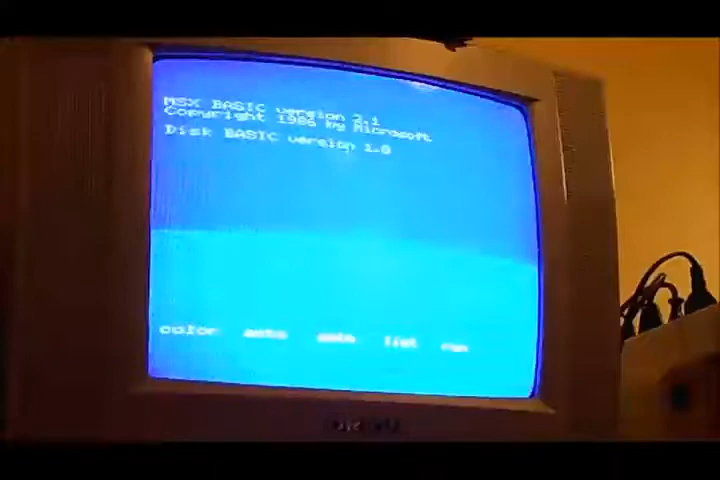 MSX BASIC version 2.1
Copyright 1986 by Microsoft
Disk BASIC version 1.0
color auto goto list run